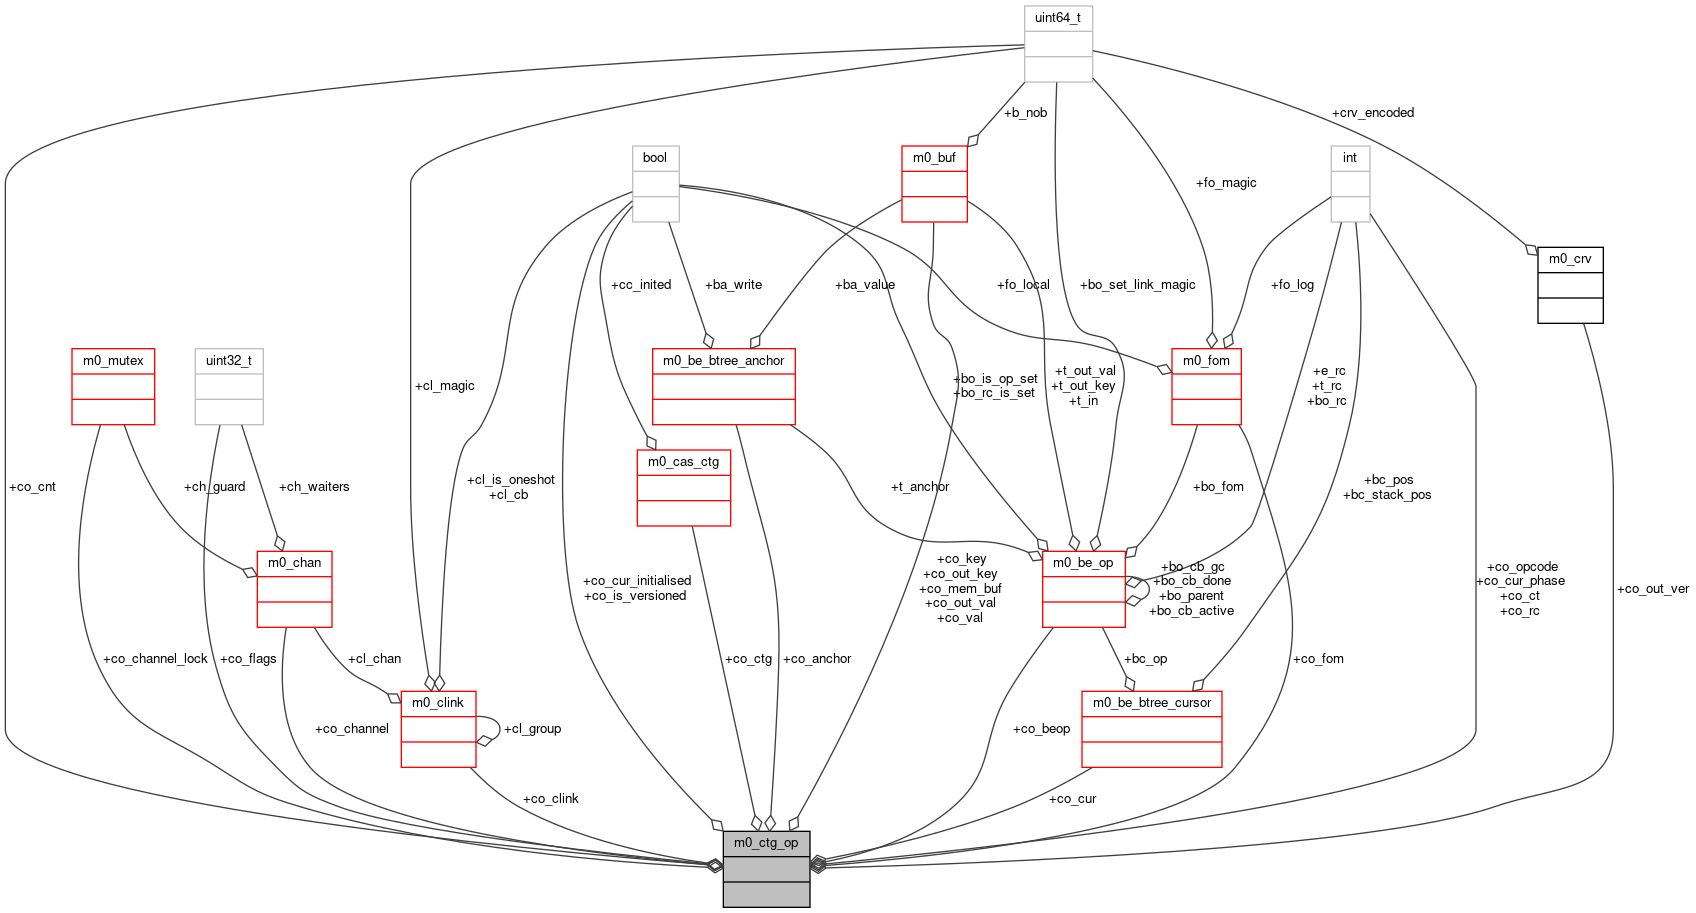 uint64_t
+b_nob
+crv_encoded
bool
m0_buf
int
+fo_magic
m0_crv
+cc_inited
+ba_write
+ba_value
+fo_local
+bo_set_link_magic
+fo_log
m0_mutex
uint32_t
m0_be_btree_anchor
m0_fom
+cl_magic
+bo_is_op_set
+bo_rc_is_set
+t_out_val
+t_out_key
+t_in
+e_rc
+t_rc
+bo_rc
m0_cas_ctg
+co_cnt
+ch_guard
+ch_waiters
+cl_is_oneshot
+cl_cb
+t_anchor
+bo_fom
+bc_pos
+bc_stack_pos
m0_chan
m0_be_op
+co_cur_initialised
+co_is_versioned
+co_key
+co_out_key
+co_mem_buf
+co_out_val
+co_val
+bo_cb_gc
+bo_cb_done
+bo_parent
+bo_cb_active
+co_opcode
+co_cur_phase
+co_ct
+co_rc
+co_out_ver
+co_channel_lock
+co_flags
+cl_chan
+co_ctg
+co_anchor
+bc_op
+co_fom
m0_clink
m0_be_btree_cursor
+co_channel
+cl_group
+co_beop
+co_clink
+co_cur
m0_ctg_op